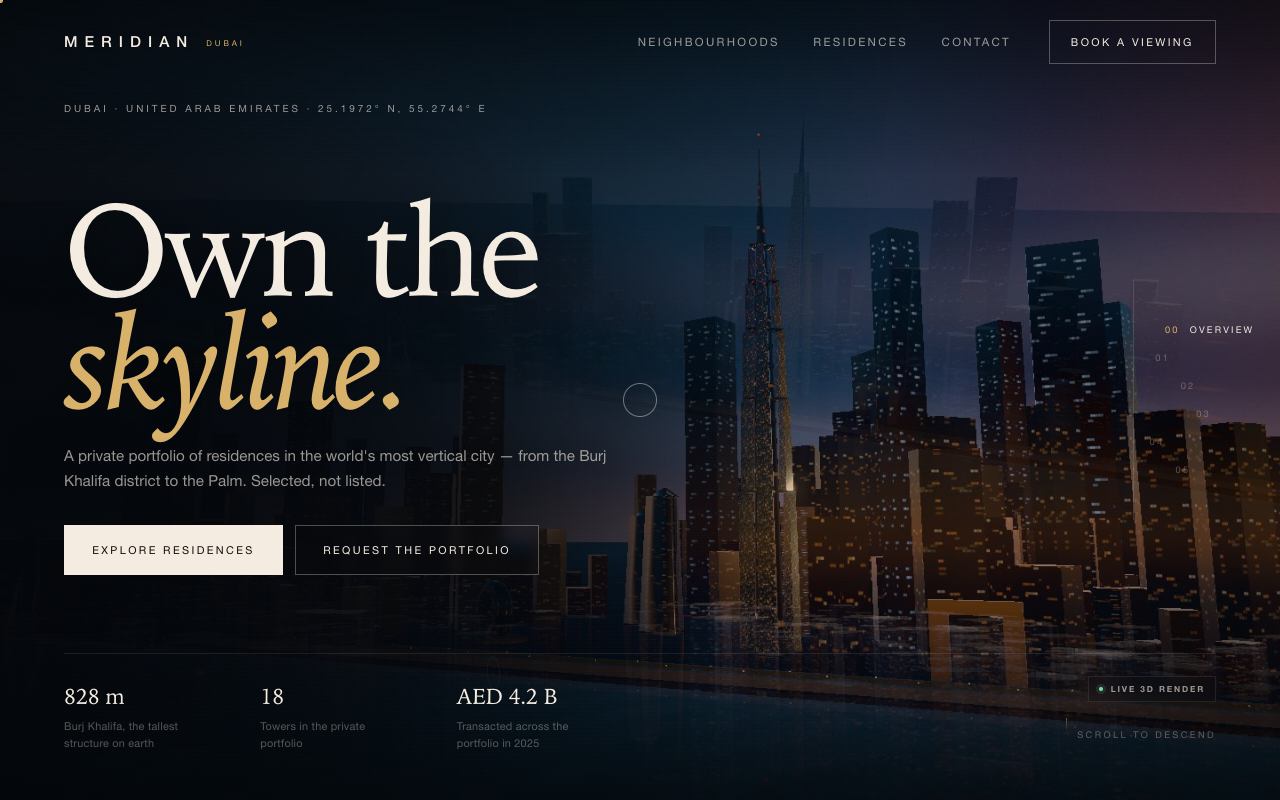 MERIDIAN DUBAI
NEIGHBOURHOODS RESIDENCES CONTACT BOOK A VIEWING
DUBAI · UNITED ARAB EMIRATES · 25.1972° N, 55.2744° E
Own the
skyline.
A private portfolio of residences in the world's most vertical city — from the Burj
Khalifa district to the Palm. Selected, not listed.
EXPLORE RESIDENCES REQUEST THE PORTFOLIO
00 OVERVIEW
01
02
03
04
05
828 m
Burj Khalifa, the tallest
structure on earth
18
Towers in the private
portfolio
AED 4.2 B
Transacted across the
portfolio in 2025
LIVE 3D RENDER
SCROLL TO DESCEND